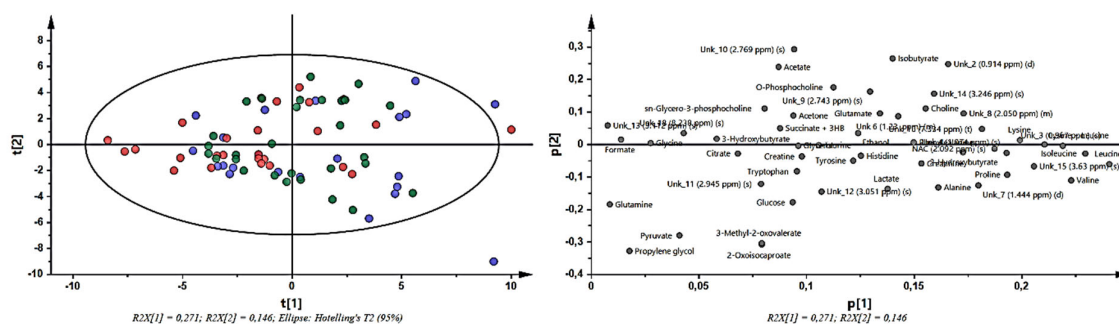 8
6
4
2
0
-2
-4
-6
-8
-10
t[2]
-10
-5
0
5
10
t[1]
R2X[1] = 0,271; R2X[2] = 0,146; Ellipse: Hotelling's T2 (95%)
0,3
0,2
0,1
0
-0,1
-0,2
-0,3
-0,4
p[2]
Unk_10 (2.769 ppm) (s)
Isobutyrate
Acetate
Unk_2 (0.914 ppm) (d)
O-Phosphocholine
Unk_14 (3.246 ppm) (s)
Unk_9 (2.743 ppm) (s)
sn-Glycero-3-phosphocholine
Choline
Acetone
Glutamate
Unk_8 (2.050 ppm) (m)
Succinate + 3HB
Lysine
Formate
Glycine
3-Hydroxybutyrate
Ethanol
NAC (2.092 ppm) (s)
Citrate
Creatine
Histidine
Isoleucine
Leucine
Tyrosine
Tryptophan
Proline
Unk_15 (3.63 ppm) (s)
Valine
Unk_11 (2.945 ppm) (s)
Unk_12 (3.051 ppm) (s)
Lactate
Alanine
Unk_7 (1.444 ppm) (d)
Glutamine
Glucose
Pyruvate
3-Methyl-2-oxovalerate
Propylene glycol
2-Oxoisocaproate
0
0,05
0,1
0,15
0,2
p[1]
R2X[1] = 0,271; R2X[2] = 0,146